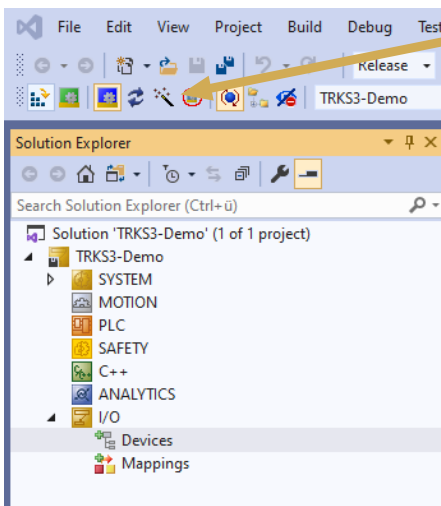 File Edit View Project Build Debug Test
Release
TRKS3-Demo
Solution Explorer
Search Solution Explorer (Ctrl+ü)
Solution 'TRKS3-Demo' (1 of 1 project)
TRKS3-Demo
SYSTEM
MOTION
PLC
SAFETY
C++
ANALYTICS
I/O
Devices
Mappings